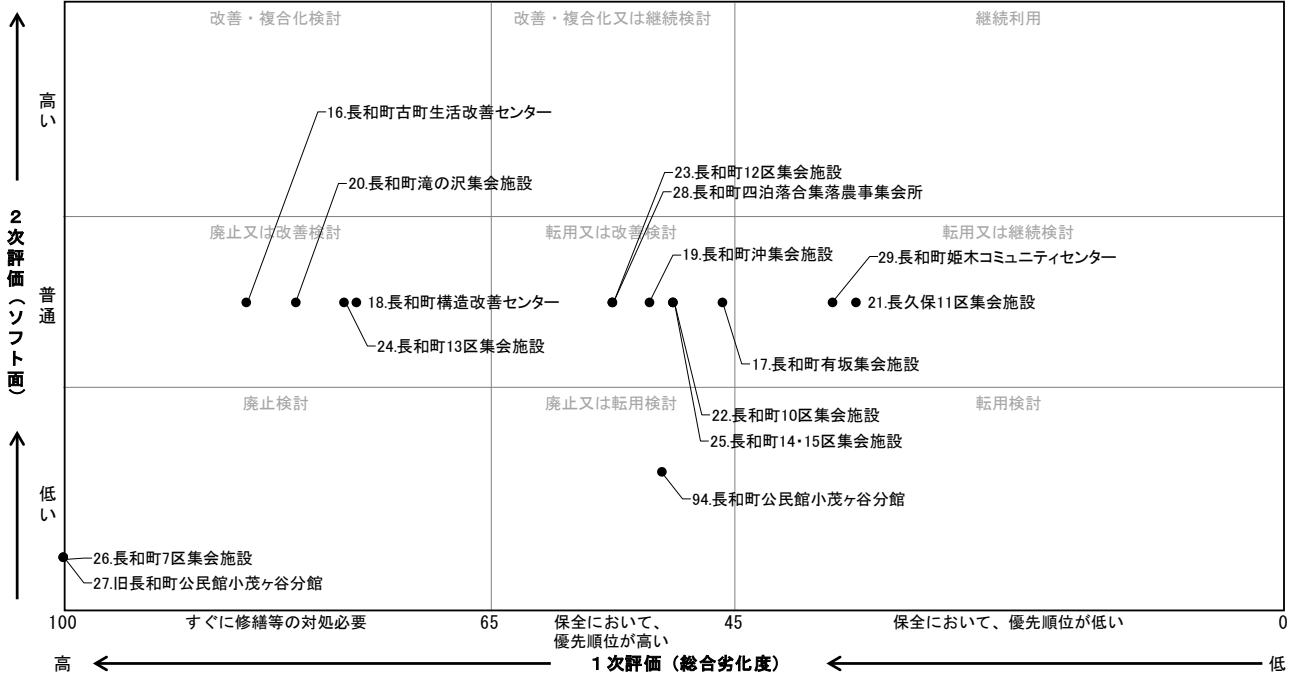 改善・複合化検討
改善・複合化又は継続検討
継続利用
高い
16.長和町古町生活改善センター
20.長和町滝の沢集会施設
23.長和町12区集会施設
28.長和町四泊落合集落農事集会所
2次評価(ソフト面)
廃止又は改善検討
転用又は改善検討
転用又は継続検討
19.長和町沖集会施設
29.長和町姫木コミュニティセンター
普通
18.長和町構造改善センター
21.長久保11区集会施設
24.長和町13区集会施設
17.長和町有坂集会施設
廃止検討
廃止又は転用検討
転用検討
22.長和町10区集会施設
25.長和町14・15区集会施設
低い
94.長和町公民館小茂ヶ谷分館
26.長和町7区集会施設
27.旧長和町公民館小茂ヶ谷分館
100
すぐに修繕等の対処必要
65
保全において、
優先順位が高い
45
保全において、優先順位が低い
0
高
1次評価(総合劣化度)
低